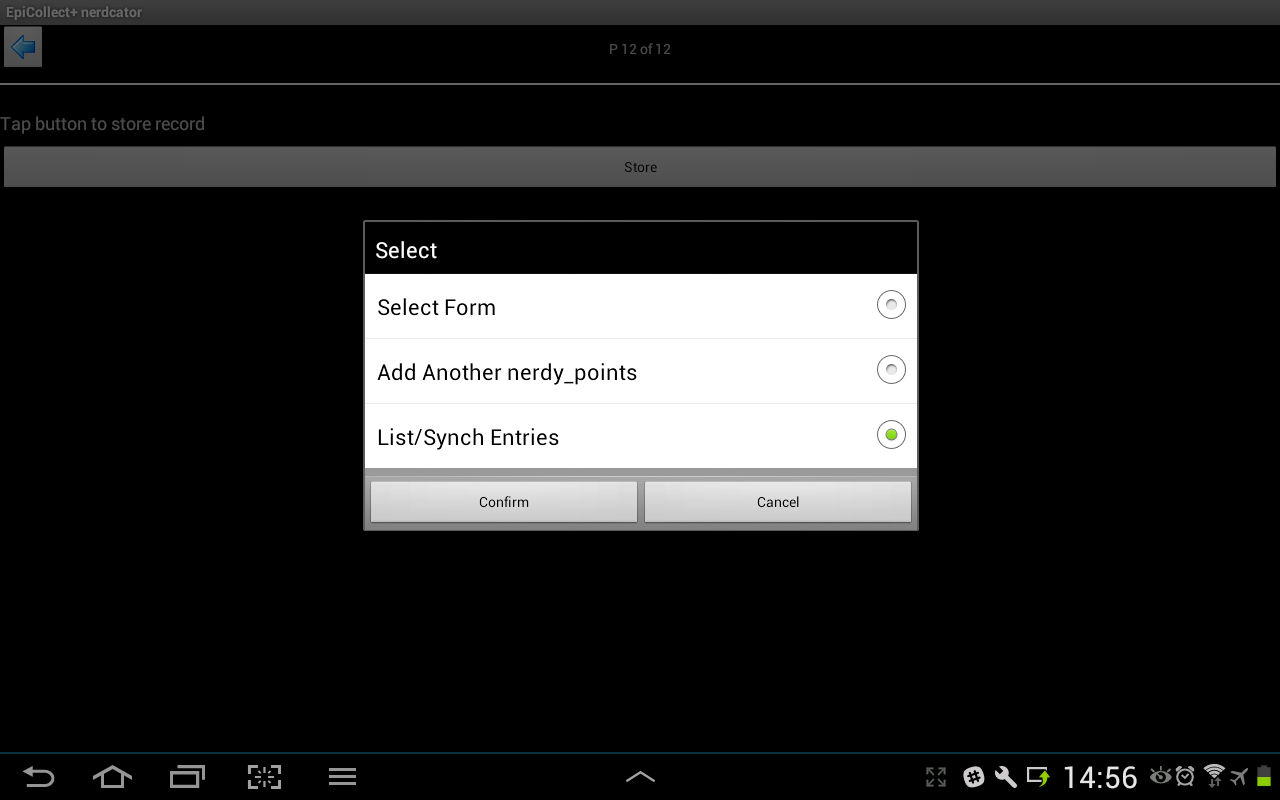 EpiCollect+ nerdcator
P 12 of 12
Tap button to store record
Store
Select
Select Form
Add Another nerdy_points
List/Synch Entries
Confirm
Cancel
14:56